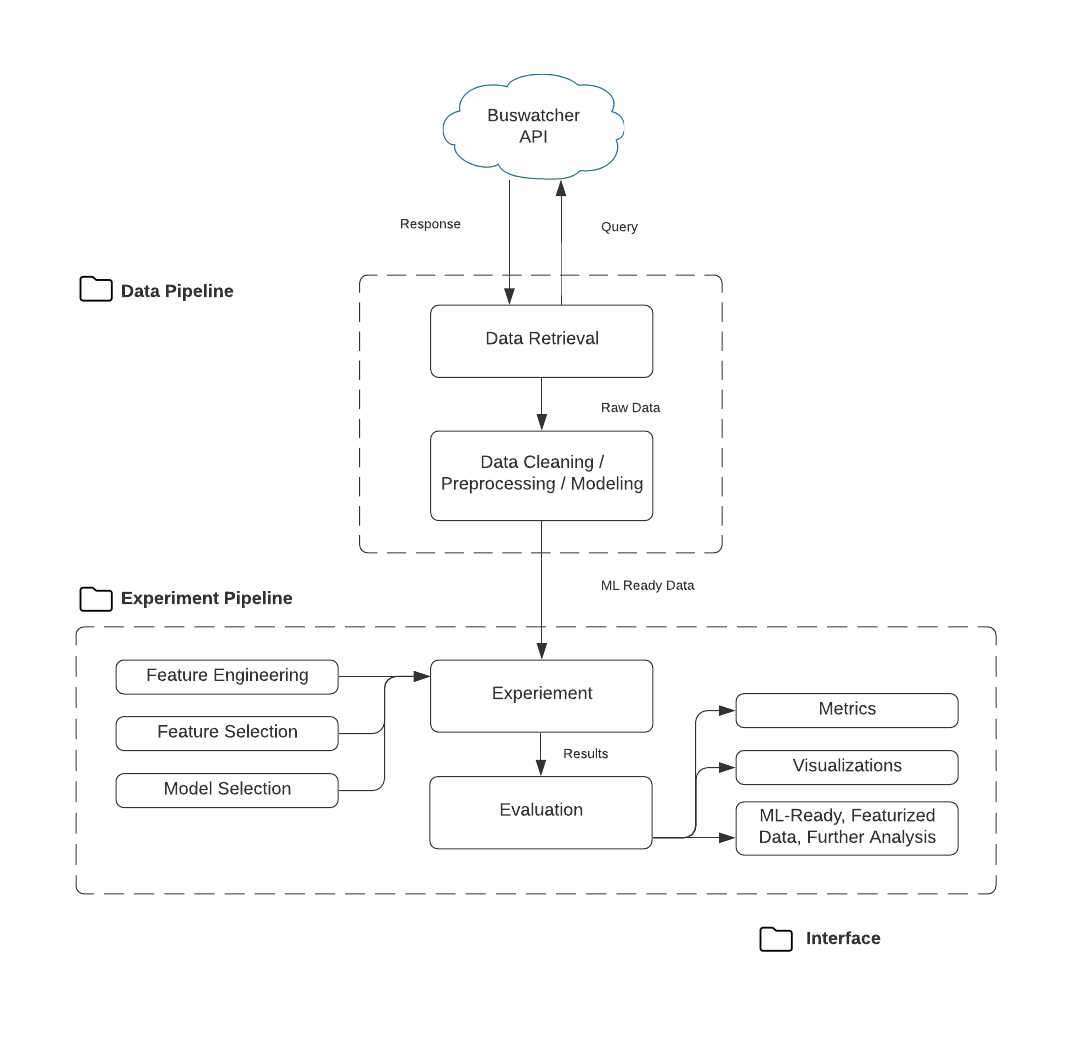 Buswatcher
API
Response
Query
Data Pipeline
Data Retrieval
Raw Data
Data Cleaning /
Preprocessing / Modeling
ML Ready Data
Experiment Pipeline
Feature Engineering
Feature Selection
Model Selection
Experiement
Results
Evaluation
Metrics
Visualizations
ML-Ready, Featurized
Data, Further Analysis
Interface